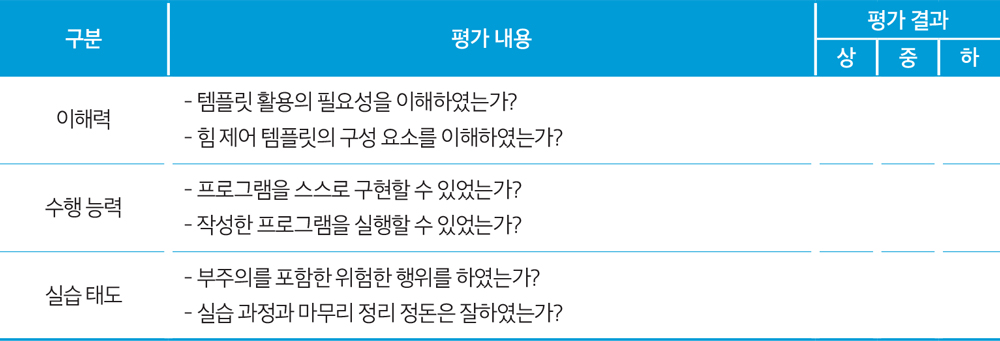 구분
평가 내용
평가 결과
상
중
하
이해력
- 템플릿 활용의 필요성을 이해하였는가?
- 힘 제어 템플릿의 구성 요소를 이해하였는가?
수행 능력
- 프로그램을 스스로 구현할 수 있었는가?
- 작성한 프로그램을 실행할 수 있었는가?
실습 태도
- 부주의를 포함한 위험한 행위를 하였는가?
- 실습 과정과 마무리 정리 정돈은 잘하였는가?